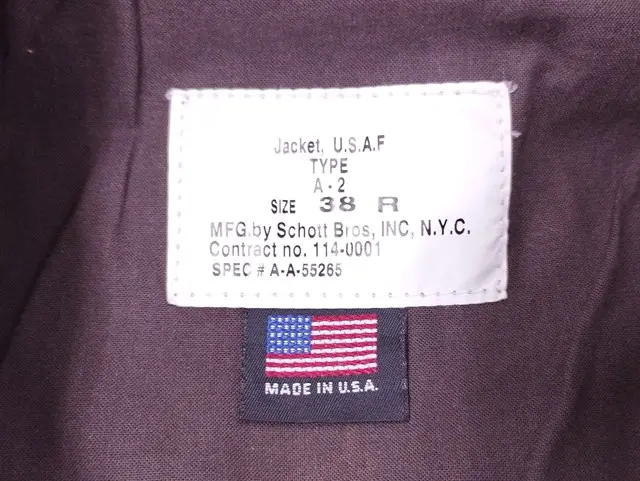 Jacket, U.S.A.F
TYPE
A - 2
SIZE 38 R
MFG.by Schott Bros, INC, N.Y.C.
Contract no. 114-0001
SPEC # A-A-55265
MADE IN U.S.A.